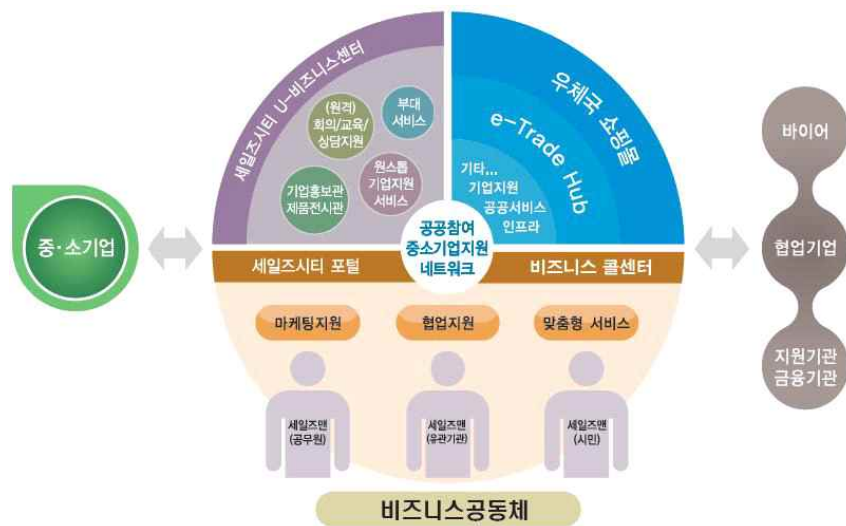 세일즈시티 U-비즈니스센터
(원격)
회의/교육/
상담지원
부대
서비스
기업홍보관
제품전시관
원스톱
기업지원
서비스
우체국 쇼핑몰
e-Trade Hub
기타...
기업지원
공공서비스
인프라
중·소기업
공공참여
중소기업지원
네트워크
바이어
협업기업
지원기관
금융기관
세일즈시티 포털
비즈니스 콜센터
마케팅지원
협업지원
맞춤형 서비스
세일즈맨
(공무원)
세일즈맨
(유관기관)
세일즈맨
(시민)
비즈니스공동체